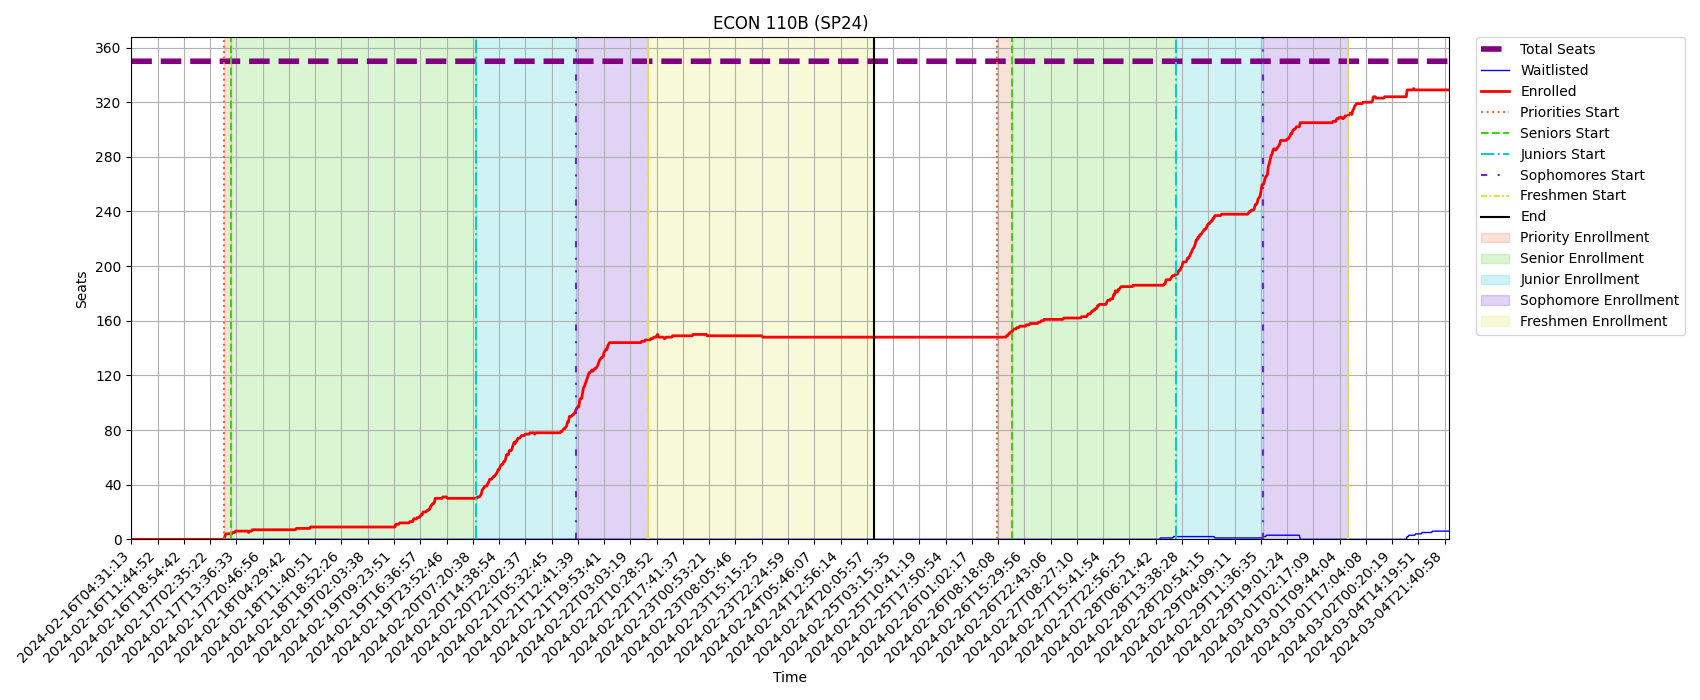 ECON 110B (SP24)
Seats
360
320
280
240
200
160
120
80
40
0
2024-02-16T04:31:13
2024-02-16T11:44:52
2024-02-16T18:54:42
2024-02-17T02:35:22
2024-02-17T13:36:33
2024-02-17T20:46:56
2024-02-18T04:29:42
2024-02-18T11:40:51
2024-02-18T18:52:26
2024-02-19T02:03:38
2024-02-19T09:23:51
2024-02-19T16:36:57
2024-02-19T23:52:46
2024-02-20T07:20:38
2024-02-20T14:38:54
2024-02-20T22:02:37
2024-02-21T05:32:45
2024-02-21T12:41:39
2024-02-21T19:53:41
2024-02-22T03:03:19
2024-02-22T10:28:52
2024-02-22T17:41:37
2024-02-23T00:53:21
2024-02-23T08:05:46
2024-02-23T15:15:25
2024-02-23T22:24:59
2024-02-24T05:46:07
2024-02-24T12:56:14
2024-02-24T20:05:57
2024-02-25T03:15:35
2024-02-25T10:41:19
2024-02-25T17:50:54
2024-02-26T01:02:17
2024-02-26T08:18:08
2024-02-26T15:29:56
2024-02-26T22:43:06
2024-02-27T08:27:10
2024-02-27T15:41:54
2024-02-27T22:56:25
2024-02-28T06:21:42
2024-02-28T13:38:28
2024-02-28T20:54:15
2024-02-29T04:09:11
2024-02-29T11:36:35
2024-02-29T19:01:24
2024-03-01T02:17:09
2024-03-01T09:44:04
2024-03-01T17:04:08
2024-03-02T00:20:19
2024-03-04T14:19:51
2024-03-04T21:40:58
Time
Total Seats
Waitlisted
Enrolled
Priorities Start
Seniors Start
Juniors Start
Sophomores Start
Freshmen Start
End
Priority Enrollment
Senior Enrollment
Junior Enrollment
Sophomore Enrollment
Freshmen Enrollment